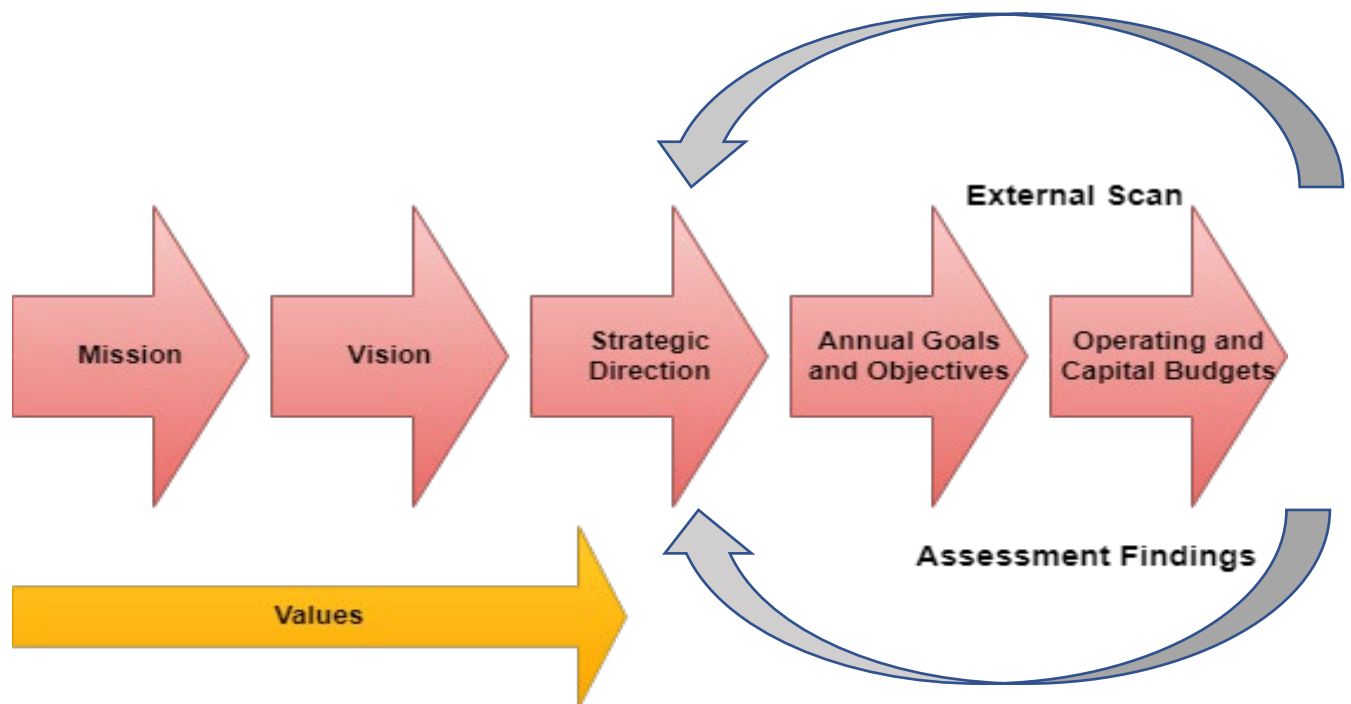 External Scan
Mission
Vision
Strategic
Direction
Annual Goals
and Objectives
Operating and
Capital Budgets
Assessment Findings
Values